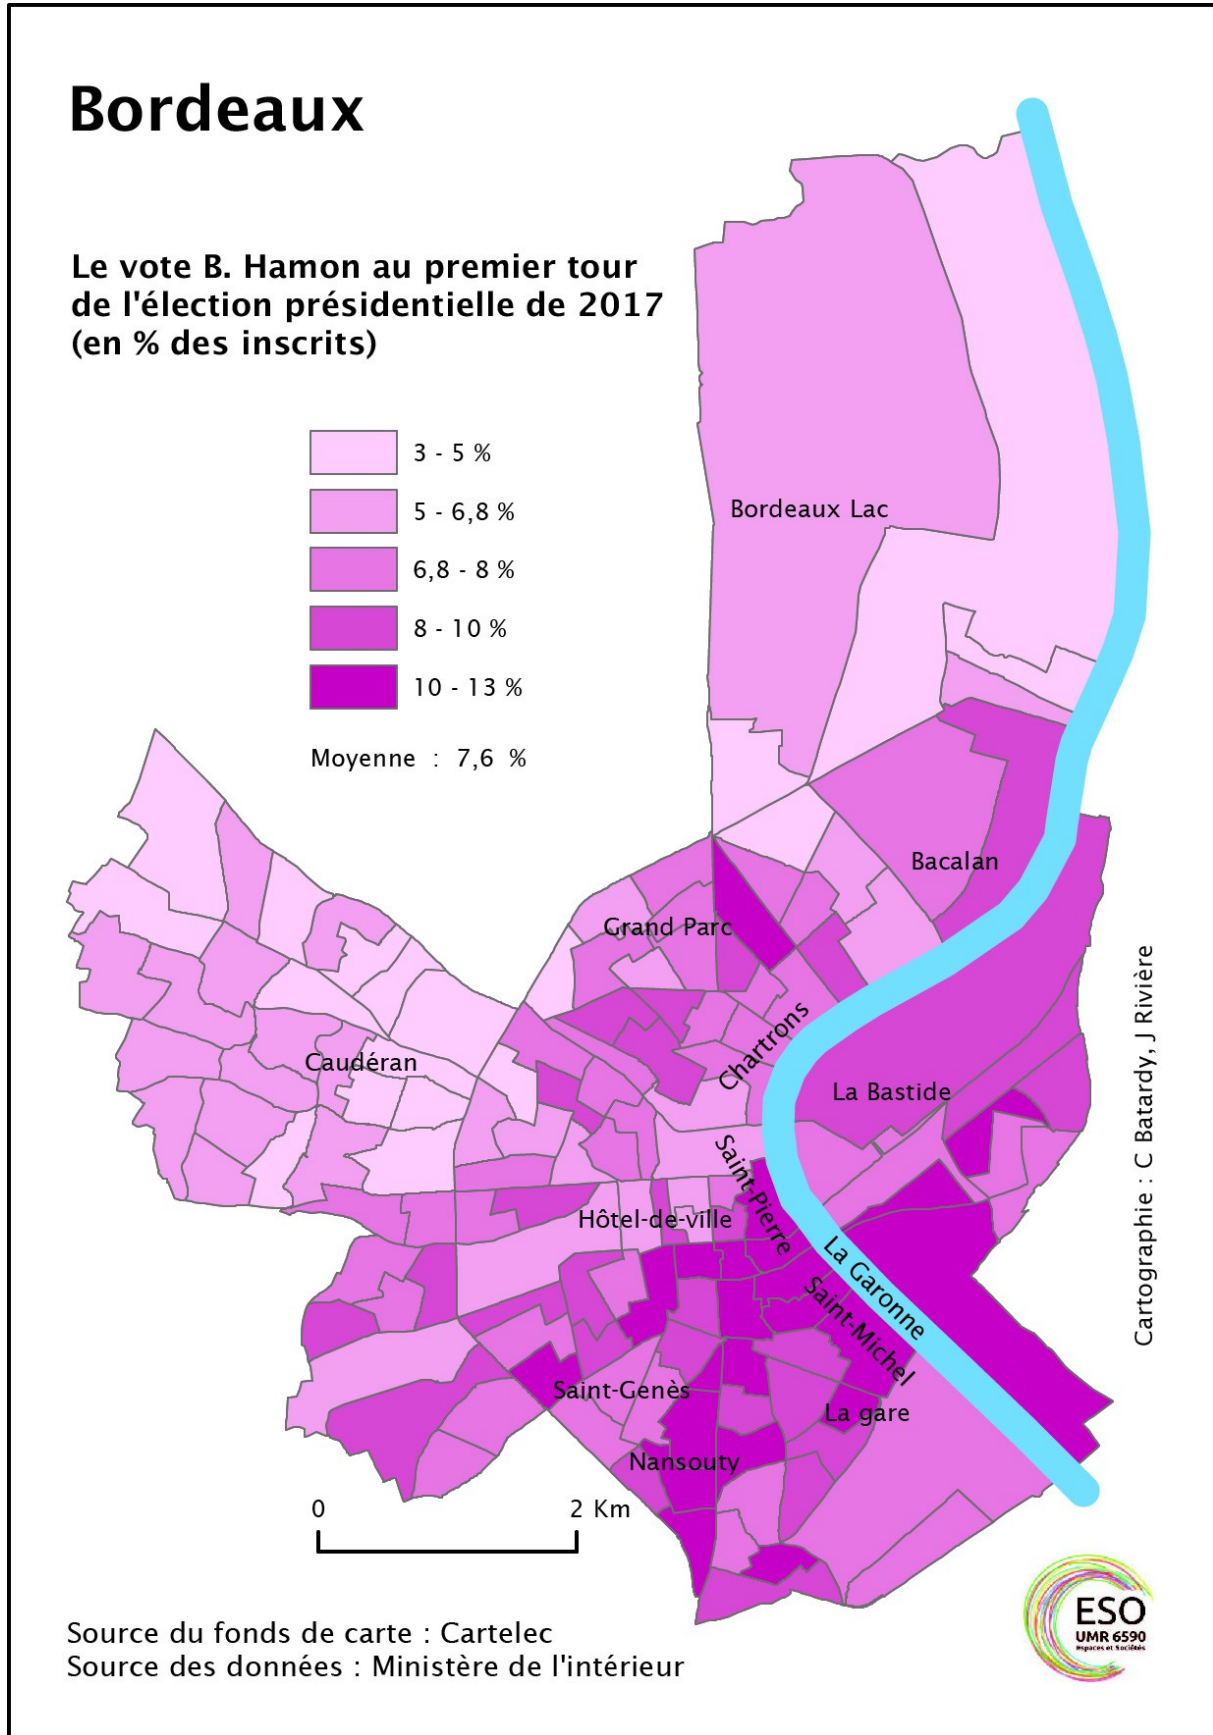 Bordeaux
Le vote B. Hamon au premier tour
de l'élection présidentielle de 2017
(en % des inscrits)
3 - 5 %
5 - 6,8 %
6,8 - 8 %
8 - 10 %
10 - 13 %
Moyenne : 7,6 %
Bordeaux Lac
Bacalan
Grand Parc
Chartrons
Caudéran
La Bastide
Saint-Pierre
Hôtel-de-ville
La Garonne
Saint-Michel
Saint-Genès
La gare
Nansouty
Cartographie : C Batardy, J Rivière
0
2 Km
ESO
UMR 6590
Espaces et Sociétés
Source du fonds de carte : Cartelec
Source des données : Ministère de l'intérieur